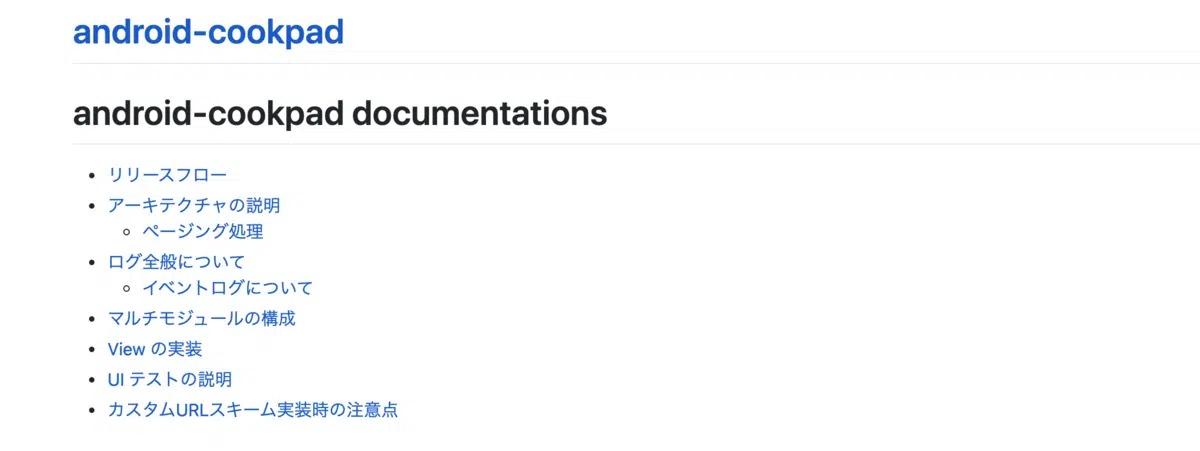 android-cookpad
android-cookpad documentations
リリースフロー
アーキテクチャの説明
ページング処理
ログ全般について
イベントログについて
マルチモジュールの構成
View の実装
UI テストの説明
カスタムURLスキーム実装時の注意点